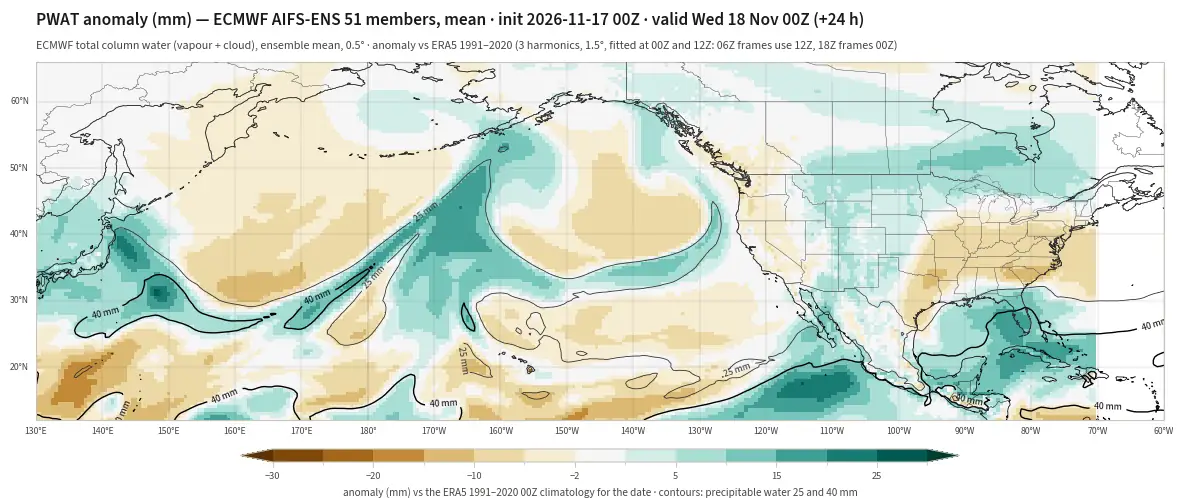 PWAT anomaly (mm) — ECMWF AIFS-ENS 51 members, mean · init 2026-11-17 00Z · valid Wed 18 Nov 00Z (+24 h)
ECMWF total column water (vapour + cloud), ensemble mean, 0.5° · anomaly vs ERA5 1991–2020 (3 harmonics, 1.5°, fitted at 00Z and 12Z: 06Z frames use 12Z, 18Z frames 00Z)
60°N
50°N
25 mm
40°N
25 mm
40 mm
30°N
40 mm
40 mm
25 mm
20°N
25 mm
40 mm
40 mm
40 mm
40 mm
130°E 140°E 150°E 160°E 170°E 180° 170°W 160°W 150°W 140°W 130°W 120°W 110°W 100°W 90°W 80°W 70°W 60°W
−30 −20 −10 −2 5 15 25
anomaly (mm) vs the ERA5 1991–2020 00Z climatology for the date · contours: precipitable water 25 and 40 mm